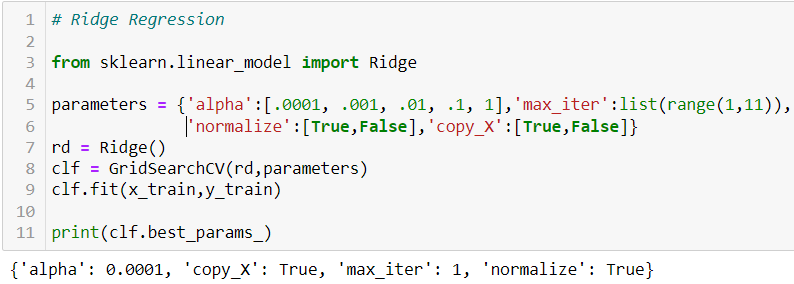 1 # Ridge Regression
2
3 from sklearn.linear_model import Ridge
4
5 parameters = {'alpha':[.0001, .001, .01, .1, 1],'max_iter':list(range(1,11)),
6 'normalize':[True,False],'copy_X':[True,False]}
7 rd = Ridge()
8 clf = GridSearchCV(rd,parameters)
9 clf.fit(x_train,y_train)
10
11 print(clf.best_params_)
{'alpha': 0.0001, 'copy_X': True, 'max_iter': 1, 'normalize': True}